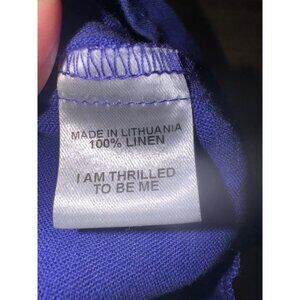 MADE IN LITHUANIA
100% LINEN
I AM THRILLED
TO BE ME